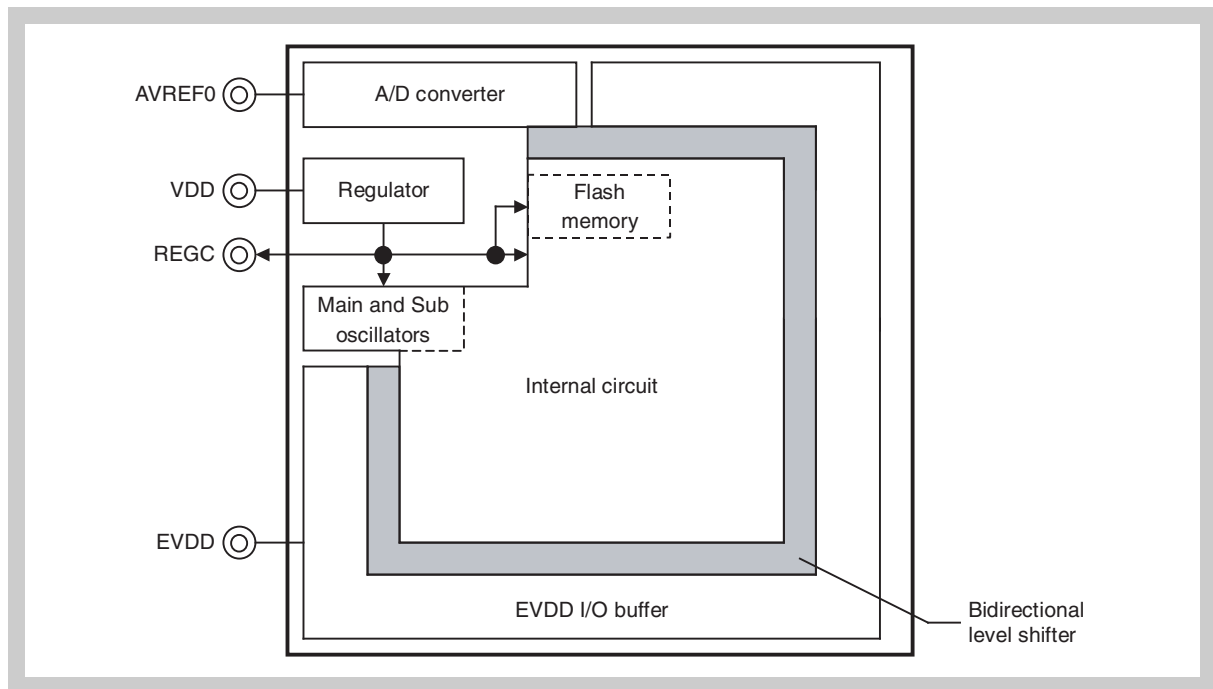 AVREF0
A/D converter
VDD
Regulator
Flash
memory
REGC
Main and Sub
oscillators
Internal circuit
EVDD
EVDD I/O buffer
Bidirectional
level shifter